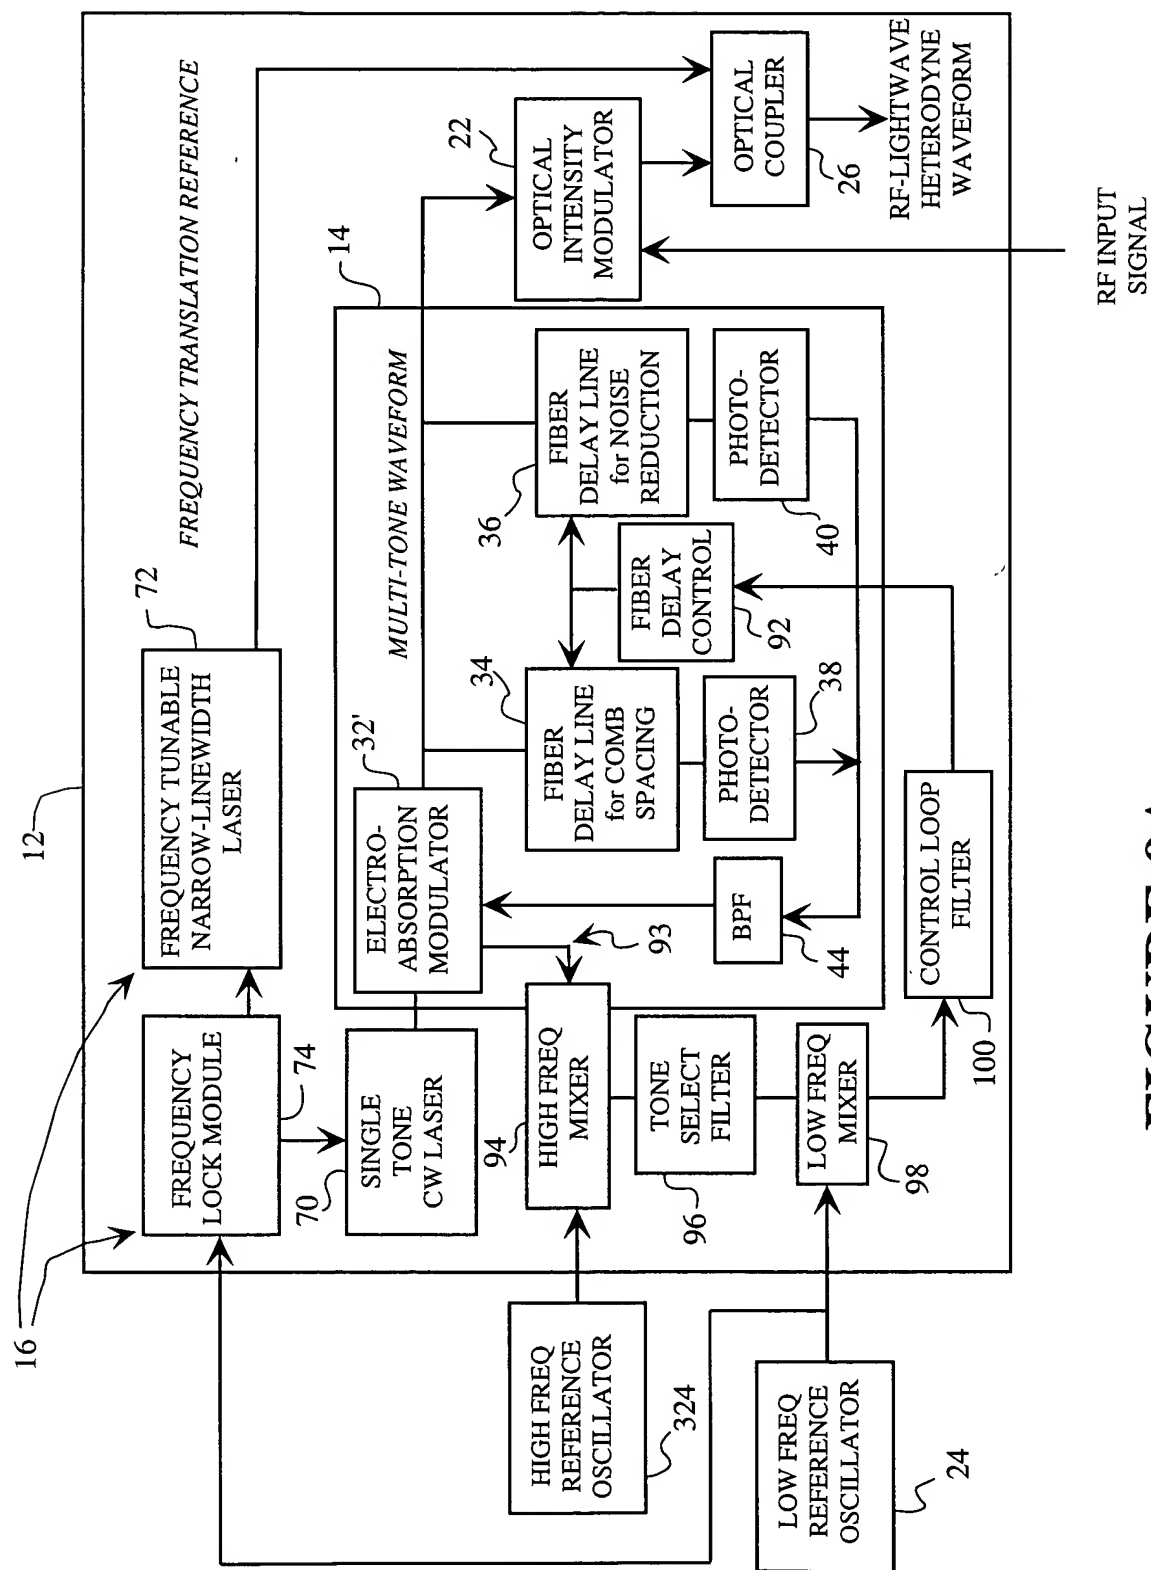 12
16
FREQUENCY TRANSLATION REFERENCE
72
FREQUENCY TUNABLE
NARROW-LINEWIDTH
LASER
FREQUENCY
LOCK MODULE
74
SINGLE
TONE
CW LASER
70
14
MULTI-TONE WAVEFORM
32'
ELECTRO-
ABSORPTION
MODULATOR
22
OPTICAL
INTENSITY
MODULATOR
OPTICAL
COUPLER
26
RF-LIGHTWAVE
HETERODYNE
WAVEFORM
RF INPUT
SIGNAL
34
FIBER
DELAY LINE
for COMB
SPACING
36
FIBER
DELAY LINE
for NOISE
REDUCTION
FIBER
DELAY
CONTROL
92
PHOTO-
DETECTOR
38
PHOTO-
DETECTOR
40
BPF
44
93
94
HIGH FREQ
MIXER
TONE
SELECT
FILTER
96
LOW FREQ
MIXER
98
CONTROL LOOP
FILTER
100
HIGH FREQ
REFERENCE
OSCILLATOR
324
LOW FREQ
REFERENCE
OSCILLATOR
24